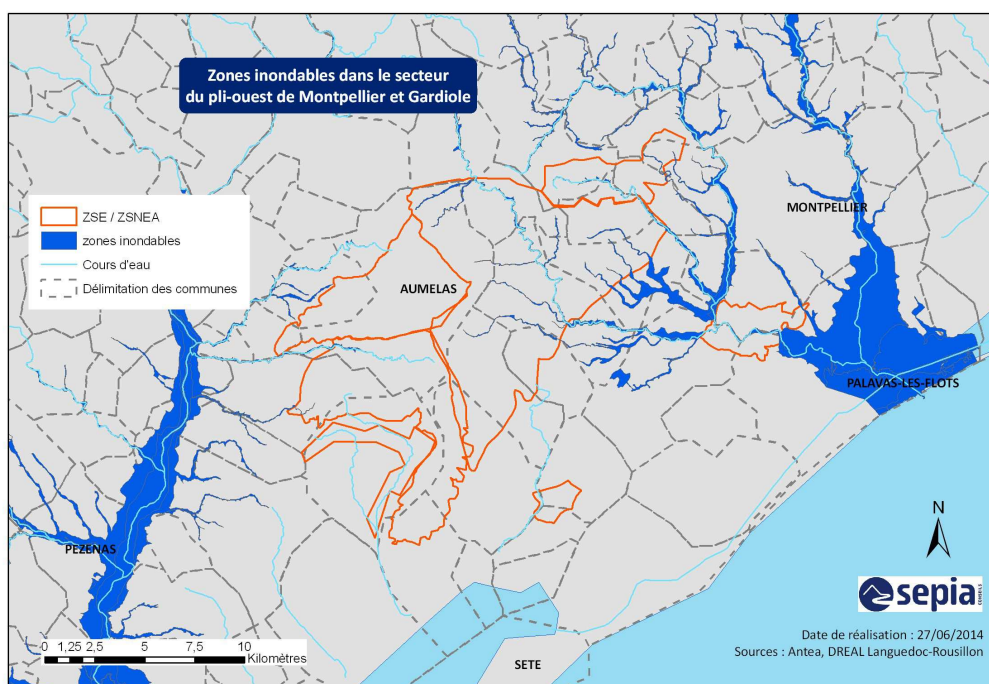 Zones inondables dans le secteur
du pli-ouest de Montpellier et Gardiole
ZSE / ZSNEA
zones inondables
Cours d'eau
Délimitation des communes
MONTPELLIER
AUMELAS
PALAVAS-LES-FLOTS
PEZENAS
SETE
N
sepia
CONSEILS
Date de réalisation : 27/06/2014
Sources : Antea, DREAL Languedoc-Rousillon
0 1,25 2,5 5 7,5 10
Kilomètres